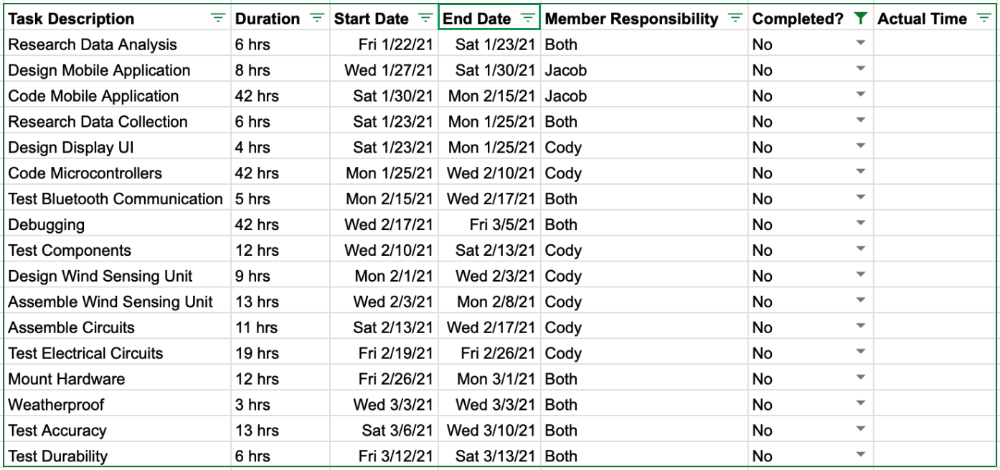 Task Description Duration Start Date End Date Member Responsibility Completed? Actual Time
Research Data Analysis 6 hrs Fri 1/22/21 Sat 1/23/21 Both No
Design Mobile Application 8 hrs Wed 1/27/21 Sat 1/30/21 Jacob No
Code Mobile Application 42 hrs Sat 1/30/21 Mon 2/15/21 Jacob No
Research Data Collection 6 hrs Sat 1/23/21 Mon 1/25/21 Both No
Design Display UI 4 hrs Sat 1/23/21 Mon 1/25/21 Cody No
Code Microcontrollers 42 hrs Mon 1/25/21 Wed 2/10/21 Cody No
Test Bluetooth Communication 5 hrs Mon 2/15/21 Wed 2/17/21 Both No
Debugging 42 hrs Wed 2/17/21 Fri 3/5/21 Both No
Test Components 12 hrs Wed 2/10/21 Sat 2/13/21 Cody No
Design Wind Sensing Unit 9 hrs Mon 2/1/21 Wed 2/3/21 Cody No
Assemble Wind Sensing Unit 13 hrs Wed 2/3/21 Mon 2/8/21 Cody No
Assemble Circuits 11 hrs Sat 2/13/21 Wed 2/17/21 Cody No
Test Electrical Circuits 19 hrs Fri 2/19/21 Fri 2/26/21 Cody No
Mount Hardware 12 hrs Fri 2/26/21 Mon 3/1/21 Both No
Weatherproof 3 hrs Wed 3/3/21 Wed 3/3/21 Both No
Test Accuracy 13 hrs Sat 3/6/21 Wed 3/10/21 Both No
Test Durability 6 hrs Fri 3/12/21 Sat 3/13/21 Both No